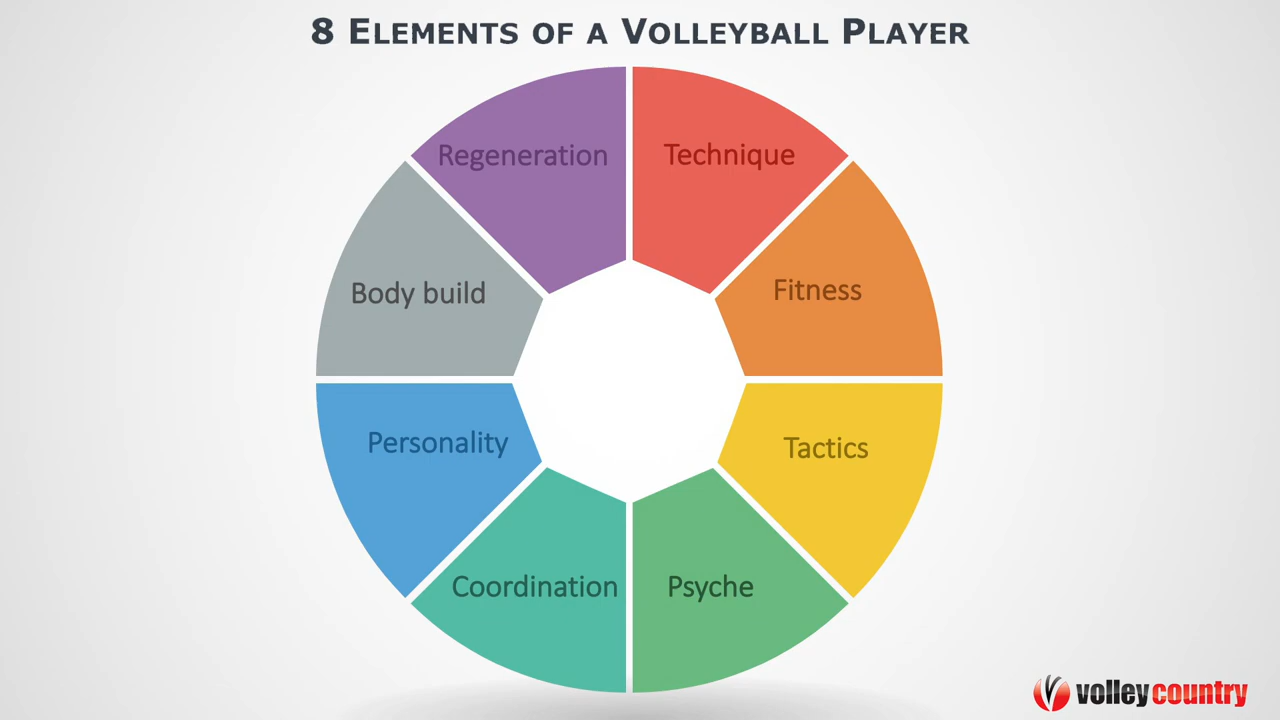 8 Elements of a Volleyball Player
Regeneration
Technique
Body build
Fitness
Personality
Tactics
Coordination
Psyche
volleycountry